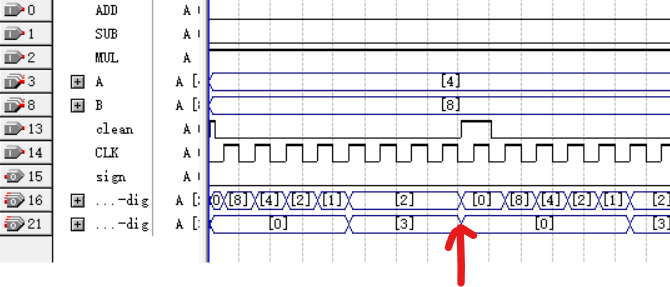 0 ADD A
1 SUB A
2 MUL A
3 A A [ [4]
8 B A [ [8]
13 clean A
14 CLK A
15 sign A
16 ...-dig A [ 0 [8] [4] [2] [1] [2] [0] [8] [4] [2] [1] [2]
21 ...-dig A [ [0] [3] [0] [3]